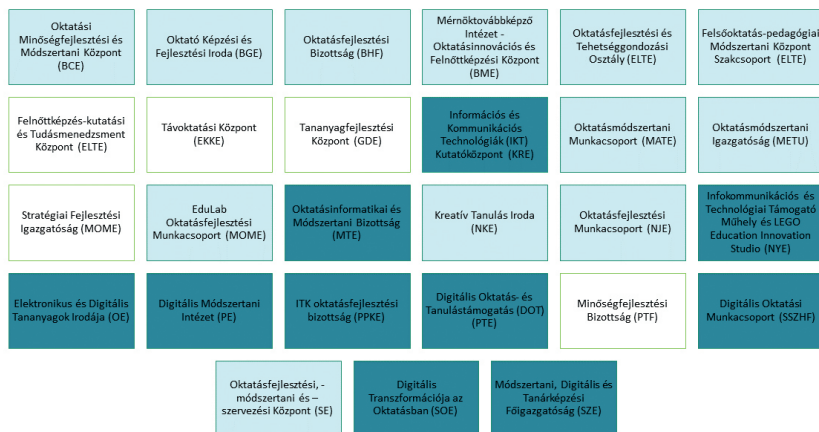 Oktatási
Minőségfejlesztési és
Módszertani Központ
(BCE)
Oktató Képzési és
Fejlesztési Iroda (BGE)
Oktatásfejlesztési
Bizottság (BHF)
Mérnöktovábbképző
Intézet -
Oktatásinnovációs és
Felnőttképzési Központ
(BME)
Oktatásfejlesztési és
Tehetséggondozási
Osztály (ELTE)
Felsőoktatás-pedagógiai
Módszertani Központ
Szakcsoport (ELTE)
Felnőttképzés-kutatási
és Tudásmenedzsment
Központ (ELTE)
Távoktatási Központ
(EKKE)
Tananyagfejlesztési
Központ (GDE)
Információs és
Kommunikációs
Technológiák (IKT)
Kutatóközpont (KRE)
Oktatásmódszertani
Munkacsoport (MATE)
Oktatásmódszertani
Igazgatóság (METU)
Stratégiai Fejlesztési
Igazgatóság (MOME)
EduLab
Oktatásfejlesztési
Munkacsoport (MOME)
Oktatásinformatikai és
Módszertani Bizottság
(MTE)
Kreatív Tanulás Iroda
(NKE)
Oktatásfejlesztési
Munkacsoport (NJE)
Infokommunikációs és
Technológiai Támogató
Műhely és LEGO
Education Innovation
Studio (NYE)
Elektronikus és Digitális
Tananyagok Irodája (OE)
Digitális Módszertani
Intézet (PE)
ITK oktatásfejlesztési
bizottság (PPKE)
Digitális Oktatás- és
Tanulástámogatás (DOT)
(PTE)
Minőségfejlesztési
Bizottság (PTF)
Digitális Oktatási
Munkacsoport (SSZHF)
Oktatásfejlesztési, -
módszertani és –
szervezési Központ (SE)
Digitális
Transzformációja az
Oktatásban (SOE)
Módszertani, Digitális és
Tanárképzési
Főigazgatóság (SZE)